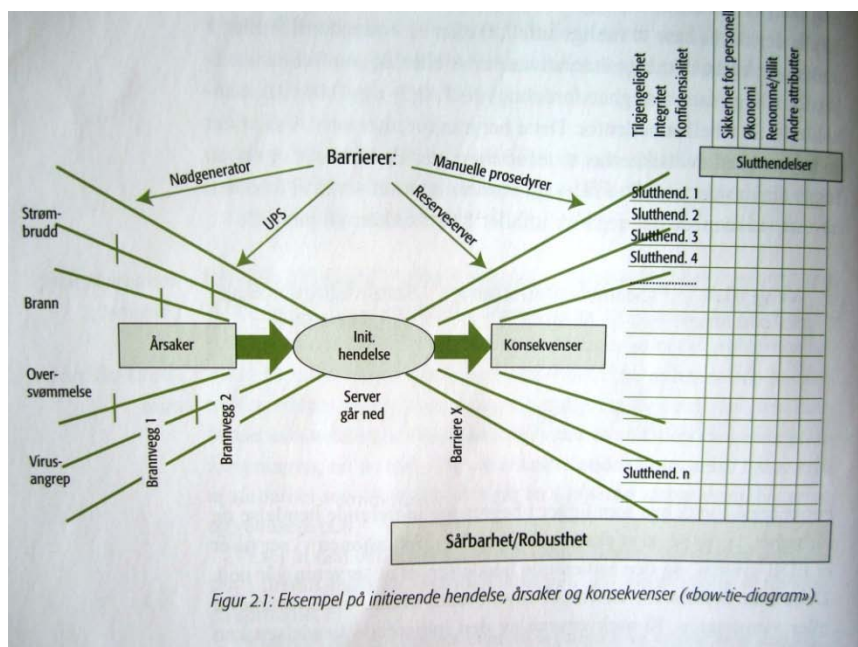 Tilgjengelighet
Integritet
Konfidensialitet
Sikkerhet for personell
Økonomi
Renommé/tillit
Andre attributter
Slutthendelser
Barrierer:
Nødgenerator
Manuelle prosedyrer
UPS
Reserveserver
Slutthend. 1
Slutthend. 2
Slutthend. 3
Slutthend. 4
Strøm-
brudd
Brann
Årsaker
Init.
hendelse
Konsekvenser
Server
går ned
Over-
svømmelse
Virus-
angrep
Brannvegg 1
Brannvegg 2
Barriere X
Slutthend. n
Sårbarhet/Robusthet
Figur 2.1: Eksempel på initierende hendelse, årsaker og konsekvenser («bow-tie-diagram»).